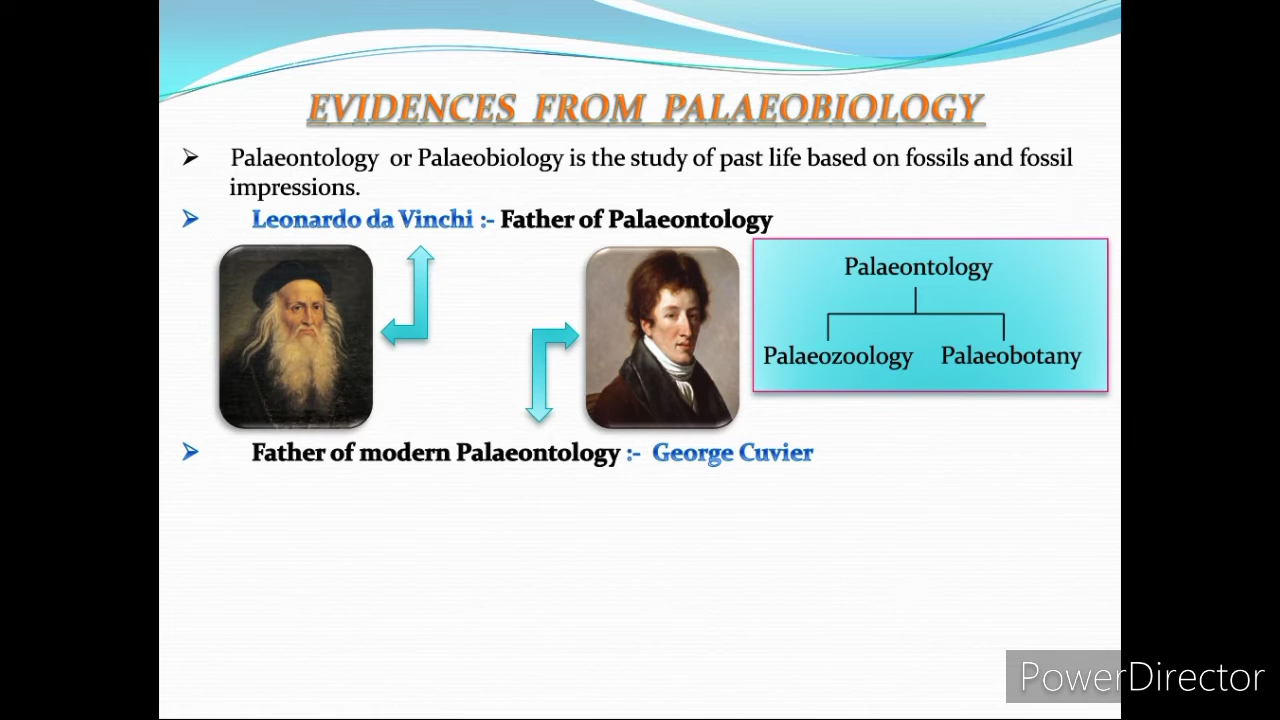 EVIDENCES FROM PALAEOBIOLOGY
➢ Palaeontology or Palaeobiology is the study of past life based on fossils and fossil
impressions.
➢ Leonardo da Vinchi :- Father of Palaeontology
Palaeontology
Palaeozoology Palaeobotany
➢ Father of modern Palaeontology :- George Cuvier
PowerDirector